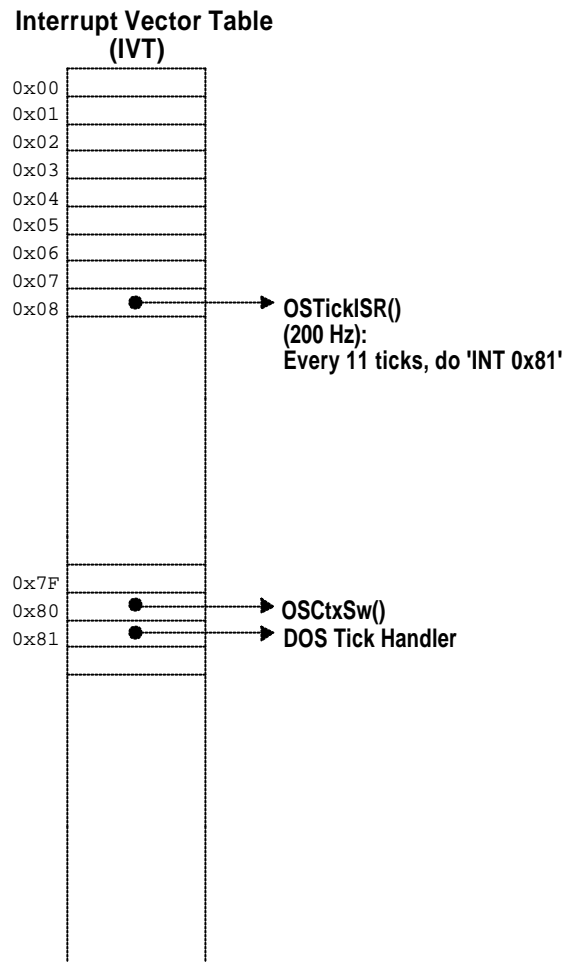 Interrupt Vector Table
(IVT)
0x00
0x01
0x02
0x03
0x04
0x05
0x06
0x07
0x08
OSTickISR()
(200 Hz):
Every 11 ticks, do 'INT 0x81'
0x7F
0x80
OSCtxSw()
0x81
DOS Tick Handler